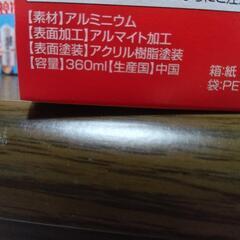 【素材】アルミニウム
【表面加工】アルマイト加工
【表面塗装】アクリル樹脂塗装
【容量】360ml【生産国】中国
箱:紙
袋:PE